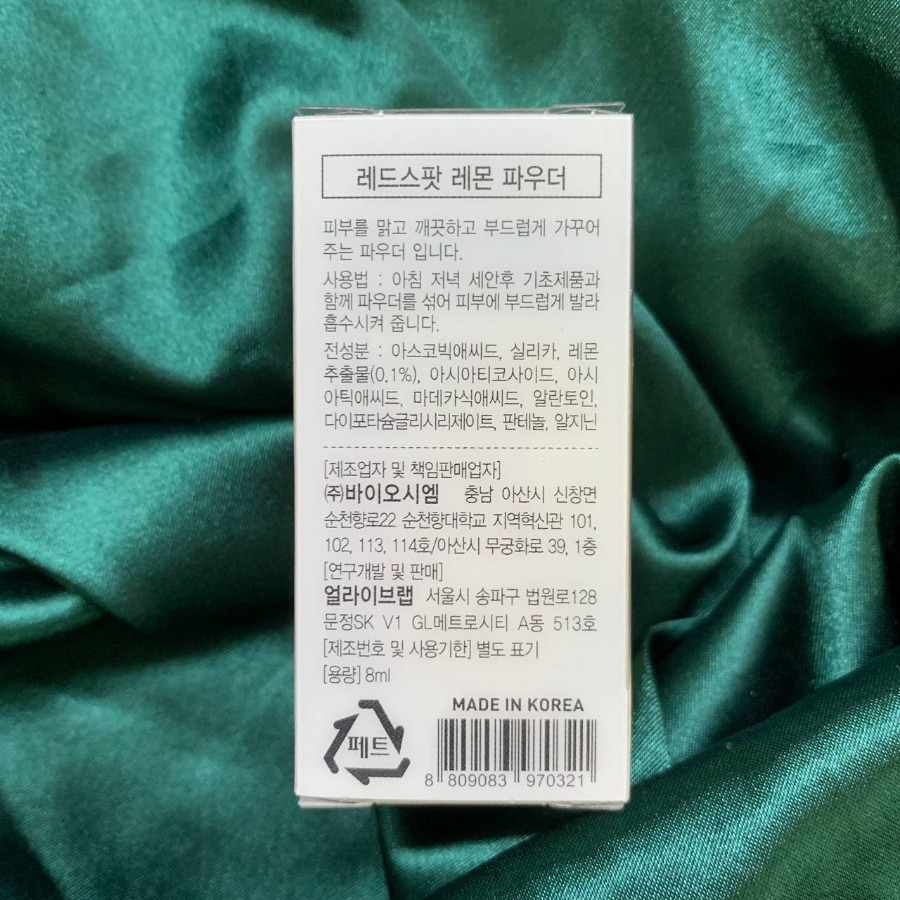 레드스팟 레몬 파우더
피부를 맑고 깨끗하고 부드럽게 가꾸어
주는 파우더 입니다.
사용법 : 아침 저녁 세안후 기초제품과
함께 파우더를 섞어 피부에 부드럽게 발라
흡수시켜 줍니다.
전성분 : 아스코빅애씨드, 실리카, 레몬
추출물(0.1%), 아시아티코사이드, 아시
아틱애씨드, 마데카식애씨드, 알란토인,
다이포타슘글리시리제이트, 판테놀, 알지닌
[제조업자 및 책임판매업자]
㈜바이오시엠 충남 아산시 신창면
순천향로22 순천향대학교 지역혁신관 101,
102, 113, 114호/아산시 무궁화로 39, 1층
[연구개발 및 판매]
얼라이브랩 서울시 송파구 법원로128
문정SK V1 GL메트로시티 A동 513호
[제조번호 및 사용기한] 별도 표기
[용량] 8ml
MADE IN KOREA
페트
8 809083 970321